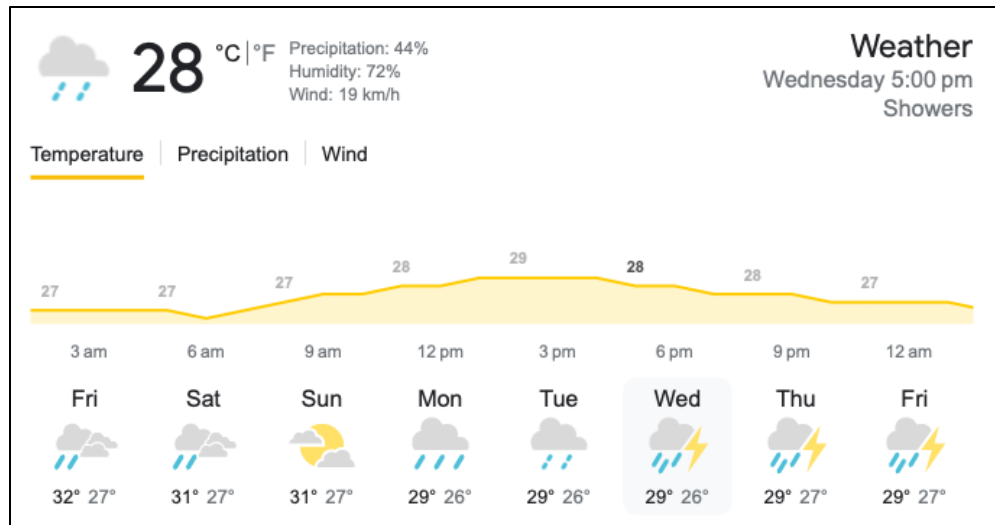 28 °C|°F
Precipitation: 44%
Humidity: 72%
Wind: 19 km/h
Weather
Wednesday 5:00 pm
Showers
Temperature Precipitation Wind
27 27 27 28 29 28 28 27
3 am 6 am 9 am 12 pm 3 pm 6 pm 9 pm 12 am
Fri Sat Sun Mon Tue Wed Thu Fri
32° 27° 31° 27° 31° 27° 29° 26° 29° 26° 29° 26° 29° 27° 29° 27°